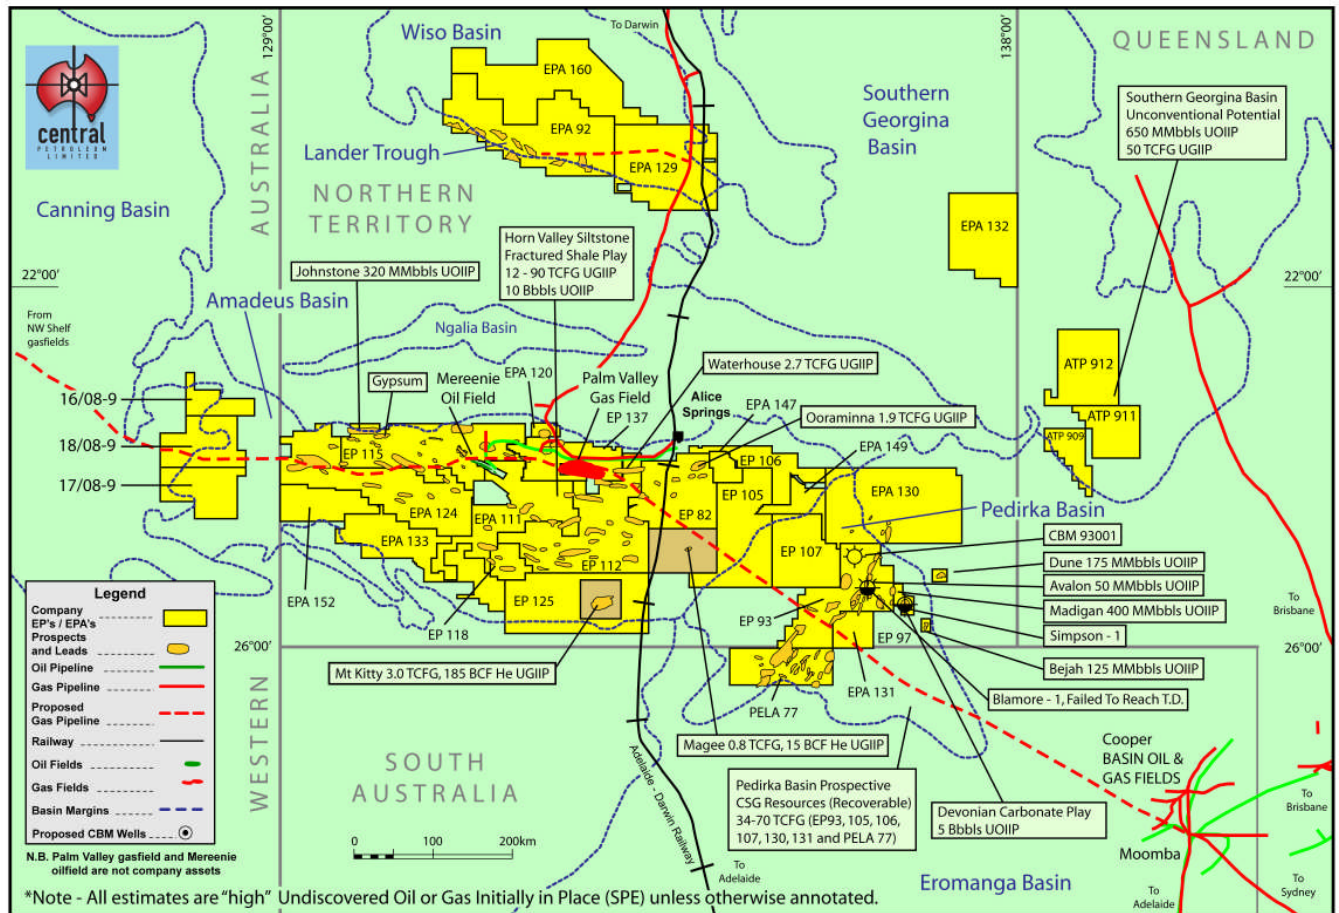 central
PETROLEUM
LIMITED
129°00'
138°00'
To Darwin
Wiso Basin
QUEENSLAND
EPA 160
Southern
Georgina
Basin
Southern Georgina Basin
Unconventional Potential
650 MMbbls UOIIP
50 TCFG UGIIP
EPA 92
Lander Trough
EPA 129
AUSTRALIA
NORTHERN
TERRITORY
Canning Basin
EPA 132
Horn Valley Siltstone
Fractured Shale Play
12 - 90 TCFG UGIIP
10 Bbbls UOIIP
22°00'
Johnstone 320 MMbbls UOIIP
22°00'
Amadeus Basin
From
NW Shelf
gasfields
Ngalia Basin
ATP 912
Waterhouse 2.7 TCFG UGIIP
Gypsum
Mereenie
Oil Field
EPA 120
Palm Valley
Gas Field
EP 137
Alice
Springs
EPA 147
Ooraminna 1.9 TCFG UGIIP
16/08-9
ATP 911
18/08-9
ATP 909
EPA 149
EP 115
EP 106
17/08-9
EP 105
EPA 130
EPA 124
EPA 111
EP 82
Pedirka Basin
EPA 133
EP 107
CBM 93001
EP 112
Dune 175 MMbbls UOIIP
Avalon 50 MMbbls UOIIP
EPA 152
EP 125
Madigan 400 MMbbls UOIIP
EP 118
EP 93
EP 97
Simpson - 1
To
Brisbane
26°00'
26°00'
Mt Kitty 3.0 TCFG, 185 BCF He UGIIP
Bejah 125 MMbbls UOIIP
EPA 131
Blamore - 1, Failed To Reach T.D.
PELA 77
Magee 0.8 TCFG, 15 BCF He UGIIP
WESTERN
SOUTH
AUSTRALIA
Adelaide - Darwin Railway
Pedirka Basin Prospective
CSG Resources (Recoverable)
34-70 TCFG (EP93, 105, 106,
107, 130, 131 and PELA 77)
Devonian Carbonate Play
5 Bbbls UOIIP
Cooper
BASIN OIL &
GAS FIELDS
To
Brisbane
Moomba
To
Adelaide
Eromanga Basin
To
Adelaide
To
Sydney
Legend
Company
EP's / EPA's
Prospects
and Leads
Oil Pipeline
Gas Pipeline
Proposed
Gas Pipeline
Railway
Oil Fields
Gas Fields
Basin Margins
Proposed CBM Wells
N.B. Palm Valley gasfield and Mereenie
oilfield are not company assets
0 100 200km
*Note - All estimates are "high" Undiscovered Oil or Gas Initially in Place (SPE) unless otherwise annotated.